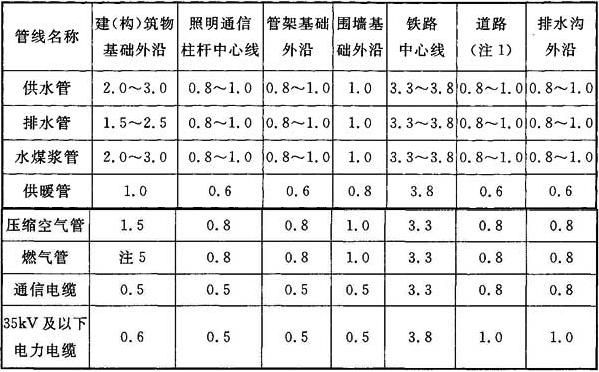 管线名称 建(构)筑物基础外沿 照明通信柱杆中心线 管架基础外沿 围墙基础外沿 铁路中心线 道路(注1) 排水沟外沿
供水管 2.0～3.0 0.8～1.0 0.8～1.0 1.0 3.3～3.8 0.8～1.0 0.8～1.0
排水管 1.5～2.5 0.8～1.0 0.8～1.0 1.0 3.3～3.8 0.8～1.0 0.8～1.0
水煤浆管 2.0～3.0 0.8～1.0 0.8～1.0 1.0 3.3～3.8 0.8～1.0 0.8～1.0
供暖管 1.0 0.6 0.6 0.8 3.8 0.6 0.6
压缩空气管 1.5 0.8 0.8 1.0 3.3 0.8 0.8
燃气管 注5 0.8 0.8 1.0 3.3 0.8 0.8
通信电缆 0.5 0.5 0.5 0.5 3.3 0.8 0.8
35kV及以下电力电缆 0.6 0.5 0.5 0.5 3.8 1.0 1.0